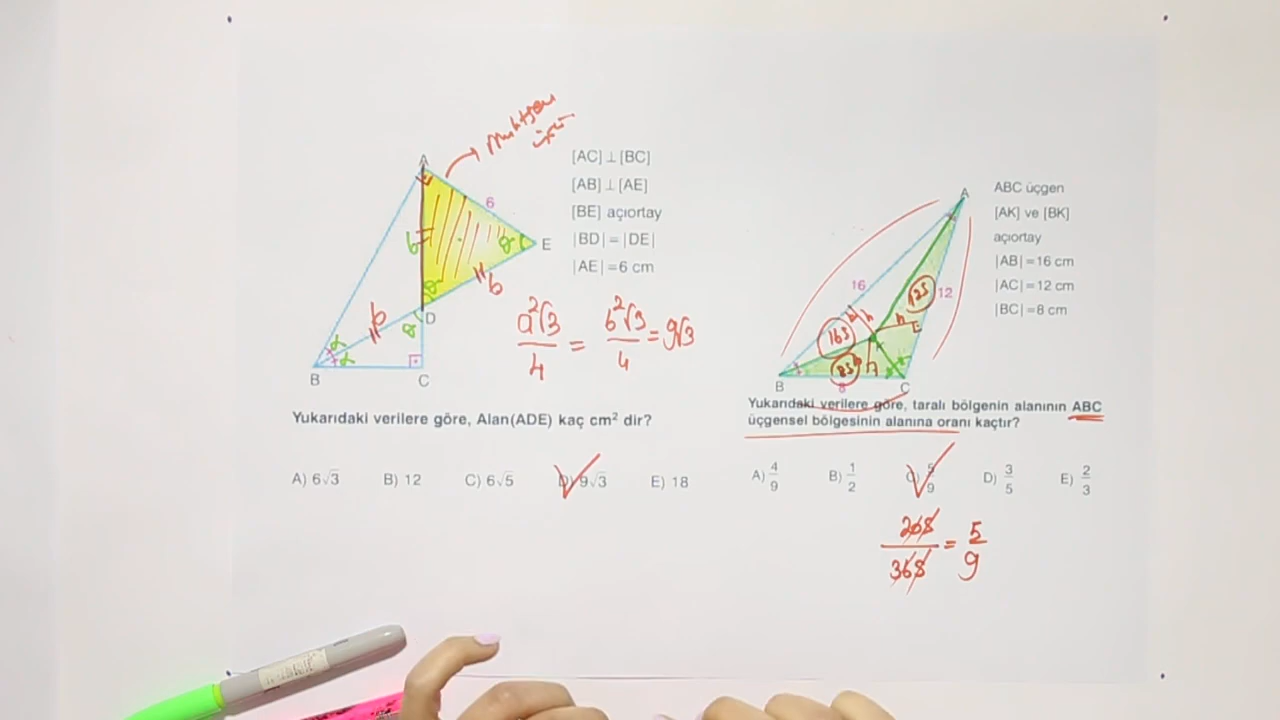 Muhteşem
üçlü
A
6
E
D
B
C
6
b
b
θ
θ
θ
α
α
[AC] ⊥ [BC]
[AB] ⊥ [AE]
[BE] açıortay
|BD| = |DE|
|AE| = 6 cm
a²√3/4 = 6²√3/4 = 9√3
Yukarıdaki verilere göre, Alan(ADE) kaç cm² dir?
A) 6√3 B) 12 C) 6√5 D) 9√3 E) 18
A
16
12
12S
16S
8S
h
h
K
B
8
C
ABC üçgen
[AK] ve [BK]
açıortay
|AB| = 16 cm
|AC| = 12 cm
|BC| = 8 cm
Yukarıdaki verilere göre, taralı bölgenin alanının ABC
üçgensel bölgesinin alanına oranı kaçtır?
A) 4/9 B) 1/2 C) 5/9 D) 3/5 E) 2/3
20S/36S = 5/9